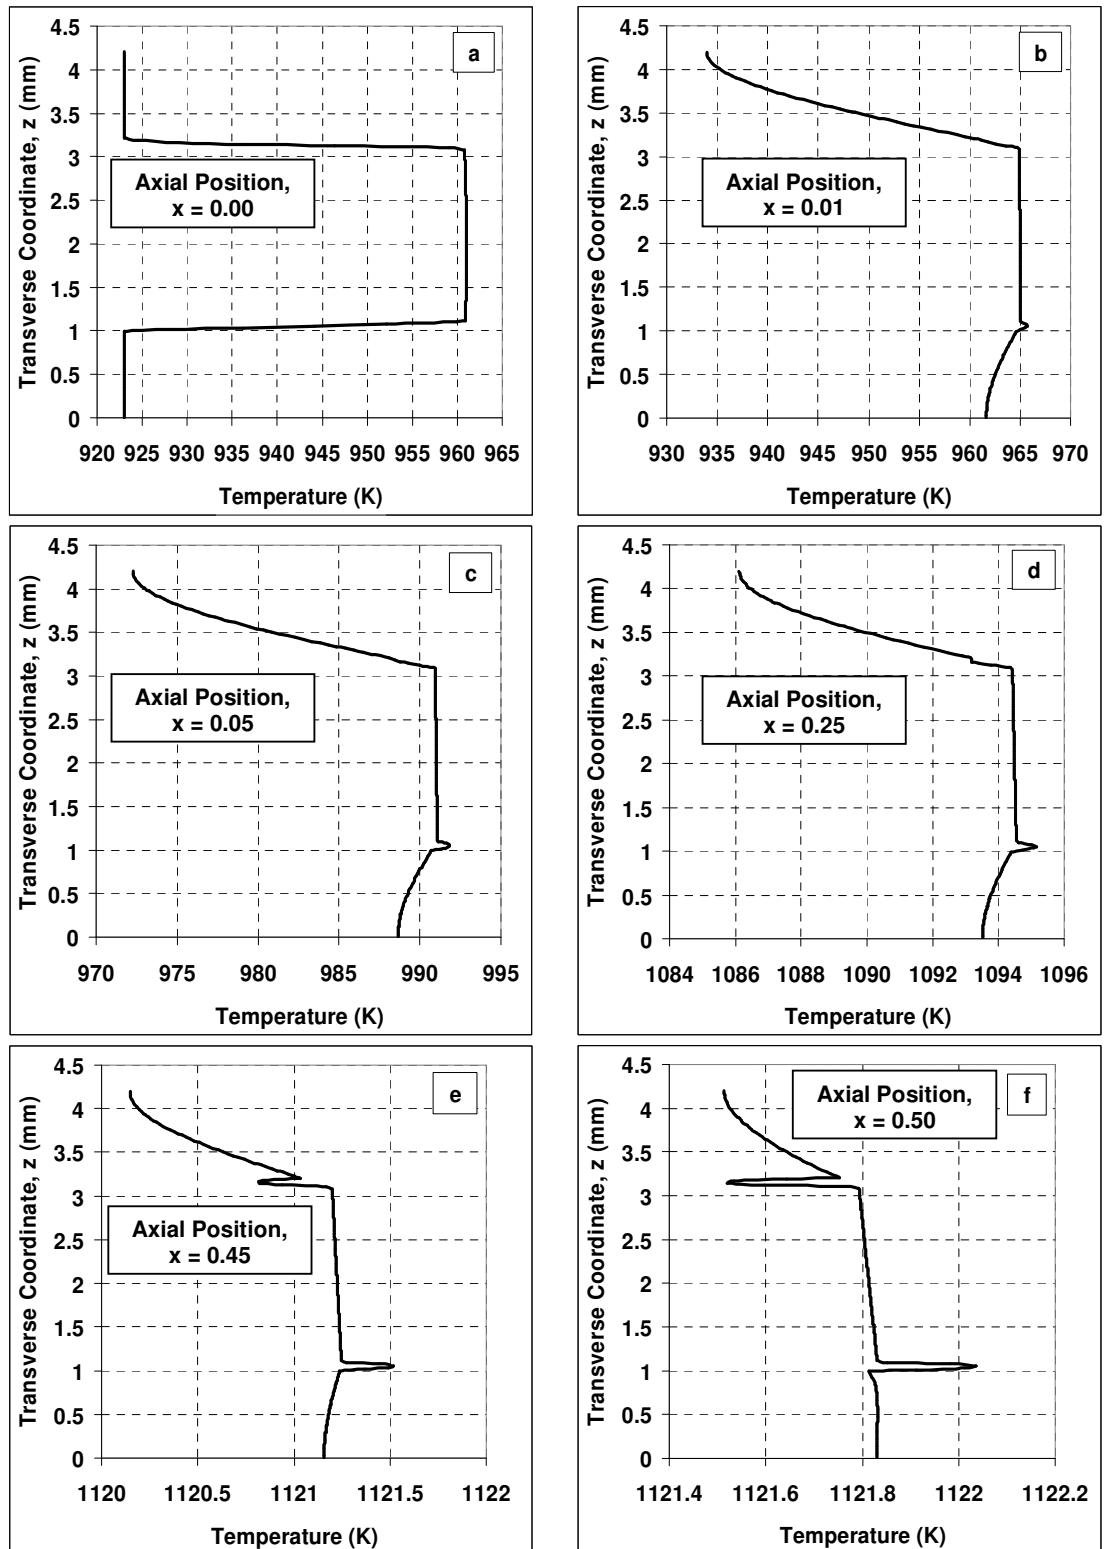 a
4.5
4
3.5
3
2.5
2
1.5
1
0.5
0
Transverse Coordinate, z (mm)
Axial Position,
x = 0.00
920 925 930 935 940 945 950 955 960 965
Temperature (K)
b
4.5
4
3.5
3
2.5
2
1.5
1
0.5
0
Transverse Coordinate, z (mm)
Axial Position,
x = 0.01
930 935 940 945 950 955 960 965 970
Temperature (K)
c
4.5
4
3.5
3
2.5
2
1.5
1
0.5
0
Transverse Coordinate, z (mm)
Axial Position,
x = 0.05
970 975 980 985 990 995
Temperature (K)
d
4.5
4
3.5
3
2.5
2
1.5
1
0.5
0
Transverse Coordinate, z (mm)
Axial Position,
x = 0.25
1084 1086 1088 1090 1092 1094 1096
Temperature (K)
e
4.5
4
3.5
3
2.5
2
1.5
1
0.5
0
Transverse Coordinate, z (mm)
Axial Position,
x = 0.45
1120 1120.5 1121 1121.5 1122
Temperature (K)
f
4.5
4
3.5
3
2.5
2
1.5
1
0.5
0
Transverse Coordinate, z (mm)
Axial Position,
x = 0.50
1121.4 1121.6 1121.8 1122 1122.2
Temperature (K)